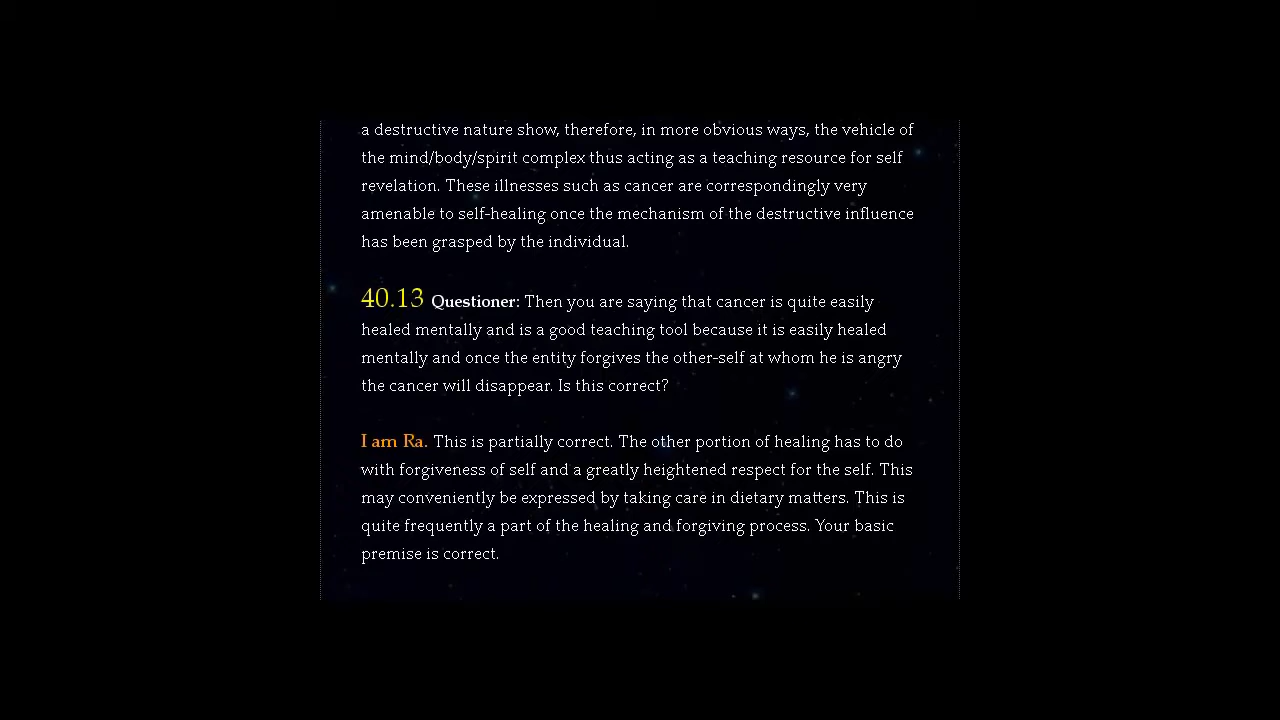 a destructive nature show, therefore, in more obvious ways, the vehicle of
the mind/body/spirit complex thus acting as a teaching resource for self
revelation. These illnesses such as cancer are correspondingly very
amenable to self-healing once the mechanism of the destructive influence
has been grasped by the individual.
40.13 Questioner: Then you are saying that cancer is quite easily
healed mentally and is a good teaching tool because it is easily healed
mentally and once the entity forgives the other-self at whom he is angry
the cancer will disappear. Is this correct?
I am Ra. This is partially correct. The other portion of healing has to do
with forgiveness of self and a greatly heightened respect for the self. This
may conveniently be expressed by taking care in dietary matters. This is
quite frequently a part of the healing and forgiving process. Your basic
premise is correct.